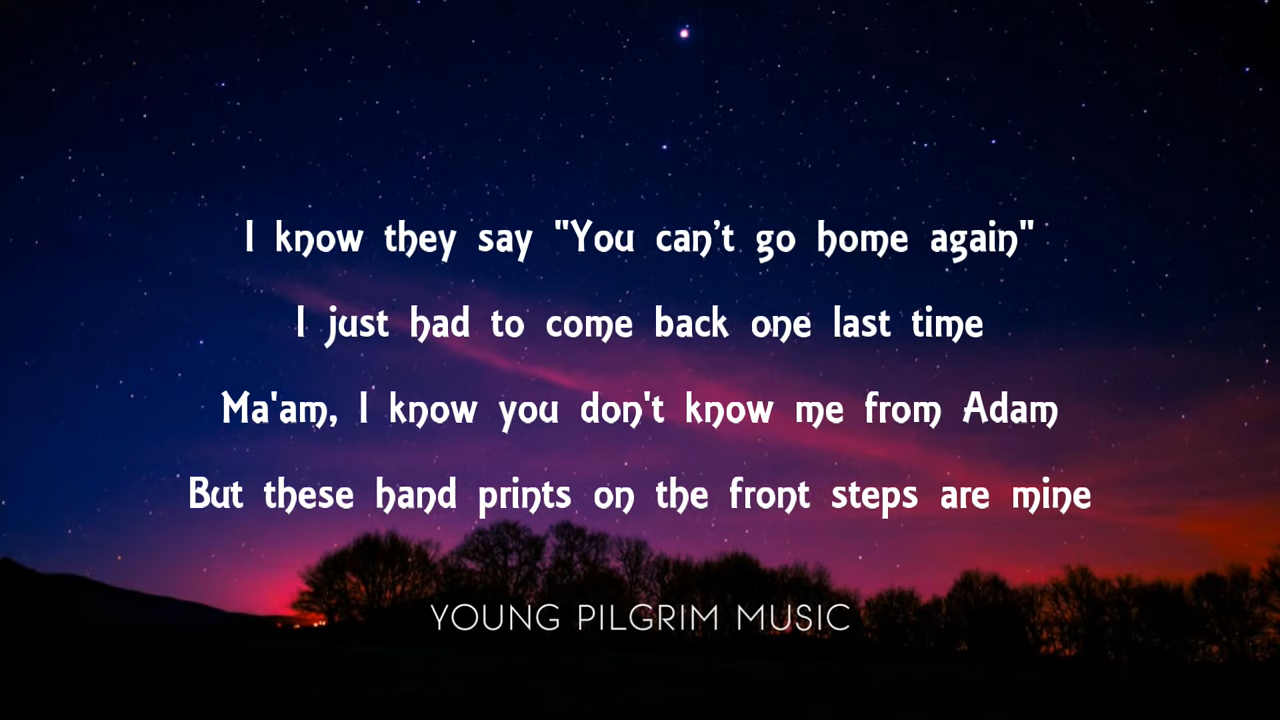 I know they say "You can’t go home again"
I just had to come back one last time
Ma'am, I know you don't know me from Adam
But these hand prints on the front steps are mine
YOUNG PILGRIM MUSIC